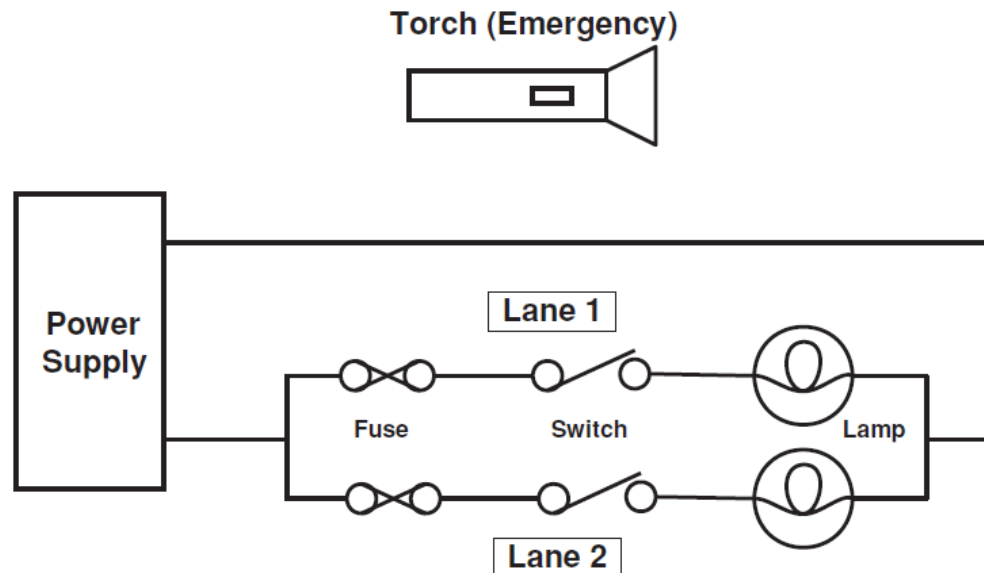 Torch (Emergency)
Power
Supply
Lane 1
Fuse
Switch
Lamp
Lane 2